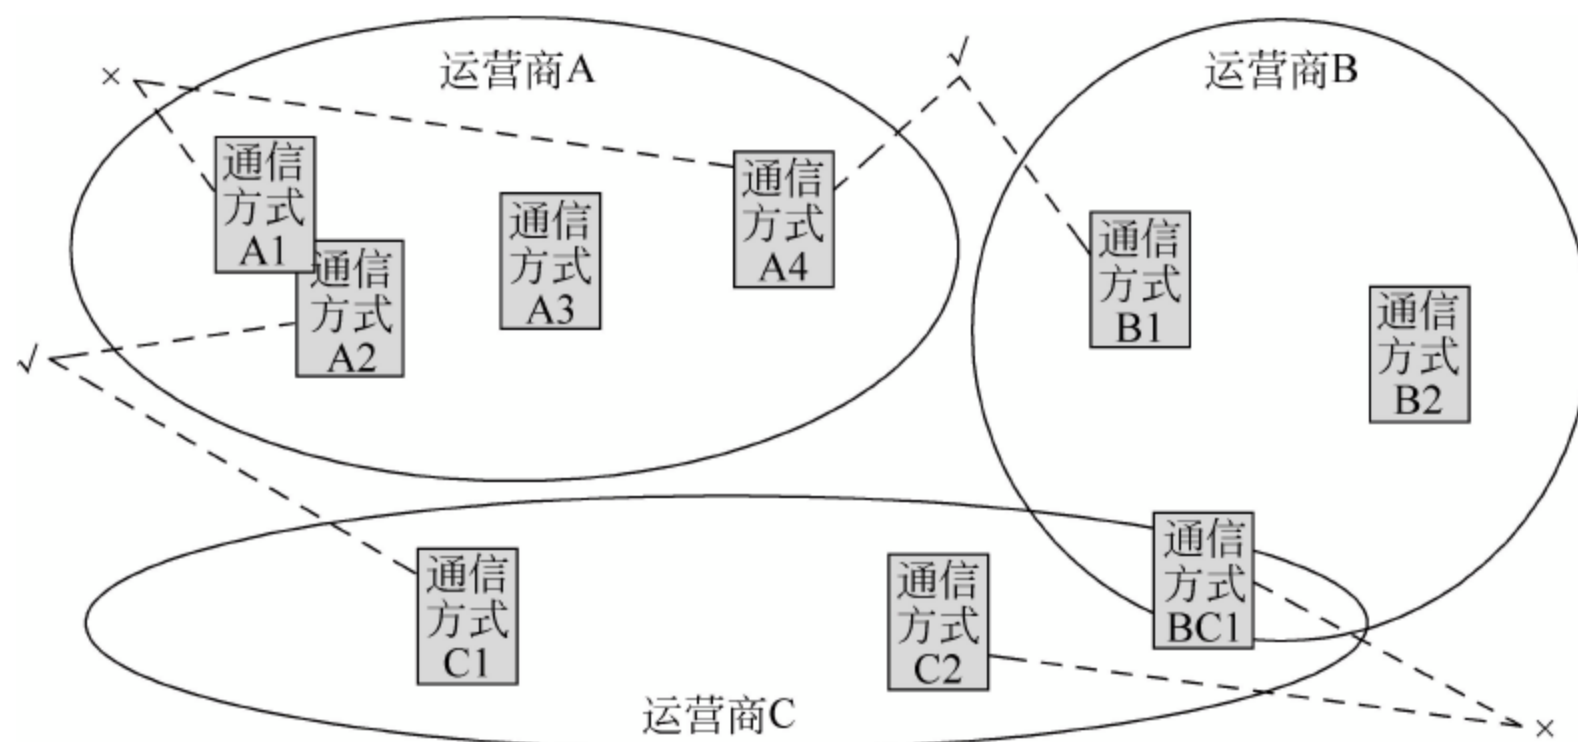 ×
运营商A
√
运营商B
通信
方式
A1
通信
方式
A2
通信
方式
A3
通信
方式
A4
通信
方式
B1
通信
方式
B2
√
通信
方式
C1
通信
方式
C2
通信
方式
BC1
运营商C
×